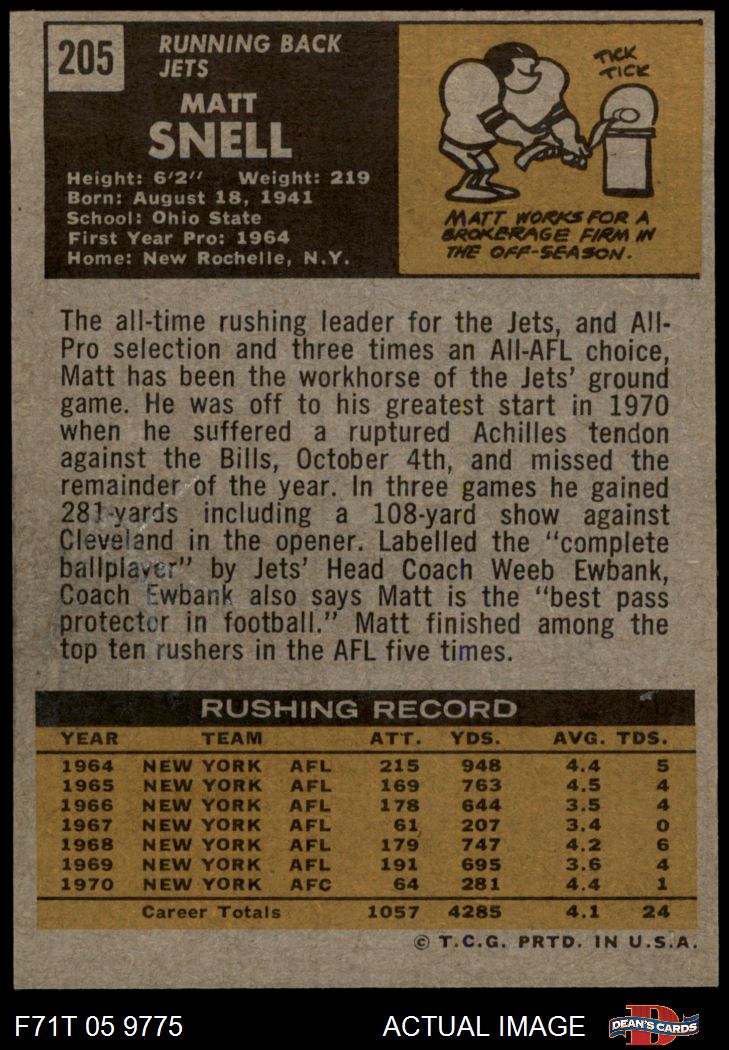 205
RUNNING BACK
JETS
MATT
SNELL
Height: 6'2" Weight: 219
Born: August 18, 1941
School: Ohio State
First Year Pro: 1964
Home: New Rochelle, N.Y.
TICK
TICK
MATT WORKS FOR A
BROKERAGE FIRM IN
THE OFF-SEASON.
The all-time rushing leader for the Jets, and All-
Pro selection and three times an All-AFL choice,
Matt has been the workhorse of the Jets' ground
game. He was off to his greatest start in 1970
when he suffered a ruptured Achilles tendon
against the Bills, October 4th, and missed the
remainder of the year. In three games he gained
281-yards including a 108-yard show against
Cleveland in the opener. Labelled the "complete
ballplayer" by Jets' Head Coach Weeb Ewbank,
Coach Ewbank also says Matt is the "best pass
protector in football." Matt finished among the
top ten rushers in the AFL five times.
RUSHING RECORD
YEAR TEAM ATT. YDS. AVG. TDS.
1964 NEW YORK AFL 215 948 4.4 5
1965 NEW YORK AFL 169 763 4.5 4
1966 NEW YORK AFL 178 644 3.5 4
1967 NEW YORK AFL 61 207 3.4 0
1968 NEW YORK AFL 179 747 4.2 6
1969 NEW YORK AFL 191 695 3.6 4
1970 NEW YORK AFC 64 281 4.4 1
Career Totals 1057 4285 4.1 24
© T.C.G. PRTD. IN U.S.A.
F71T 05 9775 ACTUAL IMAGE D DEAN'S CARDS